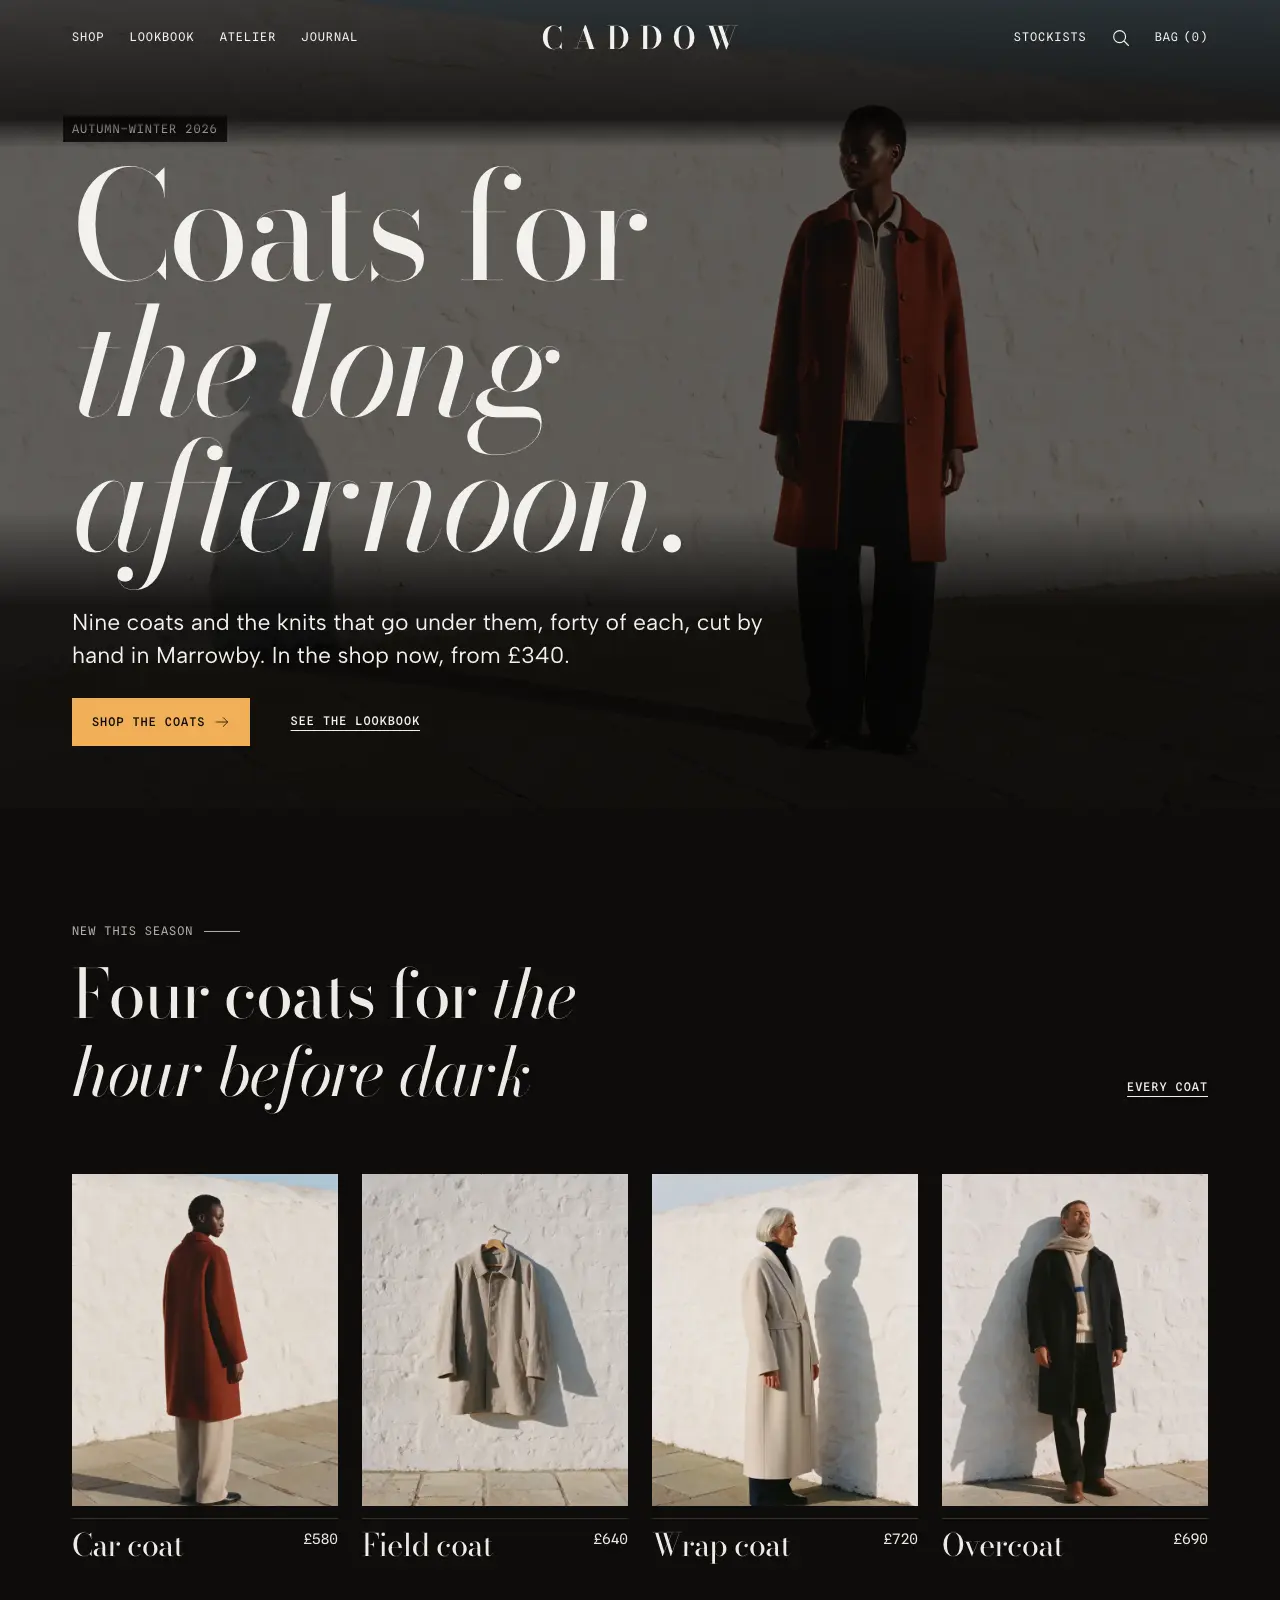 SHOP LOOKBOOK ATELIER JOURNAL CADDOW STOCKISTS BAG (0)
AUTUMN–WINTER 2026
Coats for
the long
afternoon.
Nine coats and the knits that go under them, forty of each, cut by
hand in Marrowby. In the shop now, from £340.
SHOP THE COATS → SEE THE LOOKBOOK
NEW THIS SEASON
Four coats for the
hour before dark
EVERY COAT
Car coat £580 Field coat £640 Wrap coat £720 Overcoat £690